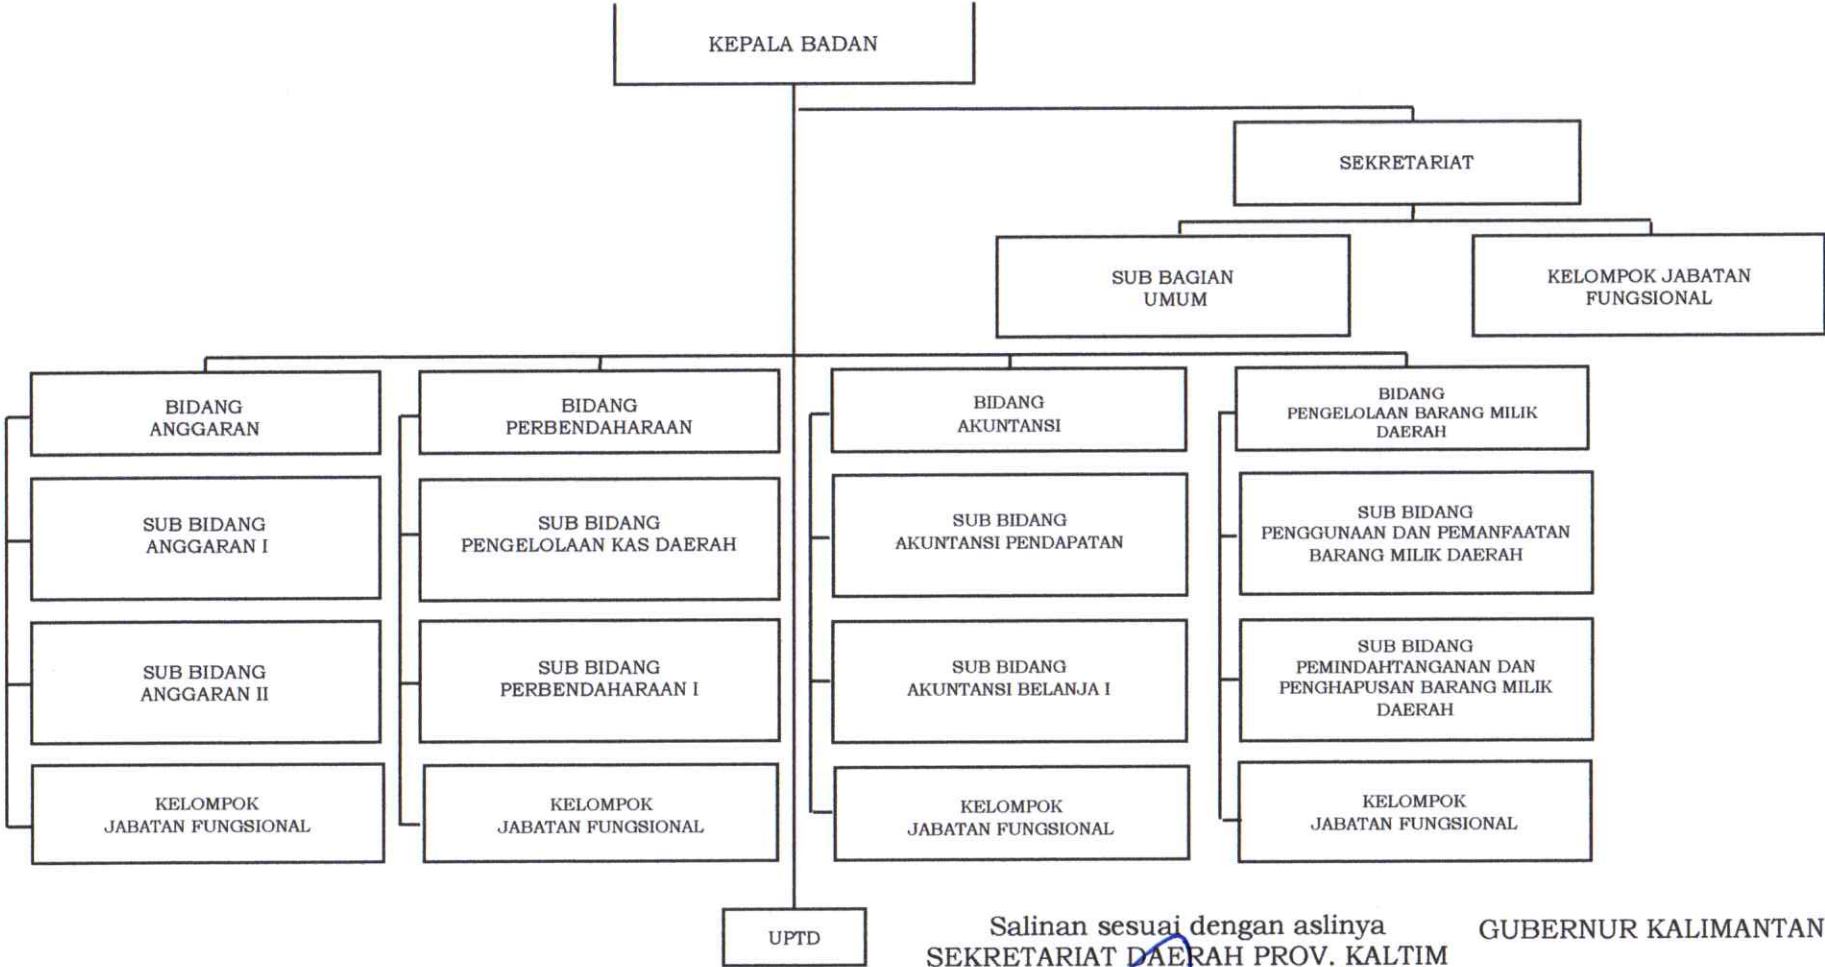 KEPALA BADAN
SEKRETARIAT
SUB BAGIAN
UMUM
KELOMPOK JABATAN
FUNGSIONAL
BIDANG
ANGGARAN
BIDANG
PERBENDAHARAAN
BIDANG
AKUNTANSI
BIDANG
PENGELOLAAN BARANG MILIK
DAERAH
SUB BIDANG
ANGGARAN I
SUB BIDANG
PENGELOLAAN KAS DAERAH
SUB BIDANG
AKUNTANSI PENDAPATAN
SUB BIDANG
PENGGUNAAN DAN PEMANFAATAN
BARANG MILIK DAERAH
SUB BIDANG
ANGGARAN II
SUB BIDANG
PERBENDAHARAAN I
SUB BIDANG
AKUNTANSI BELANJA I
SUB BIDANG
PEMINDAHTANGANAN DAN
PENGHAPUSAN BARANG MILIK
DAERAH
KELOMPOK
JABATAN FUNGSIONAL
KELOMPOK
JABATAN FUNGSIONAL
KELOMPOK
JABATAN FUNGSIONAL
KELOMPOK
JABATAN FUNGSIONAL
UPTD
Salinan sesuai dengan aslinya
SEKRETARIAT DAERAH PROV. KALTIM
GUBERNUR KALIMANTAN